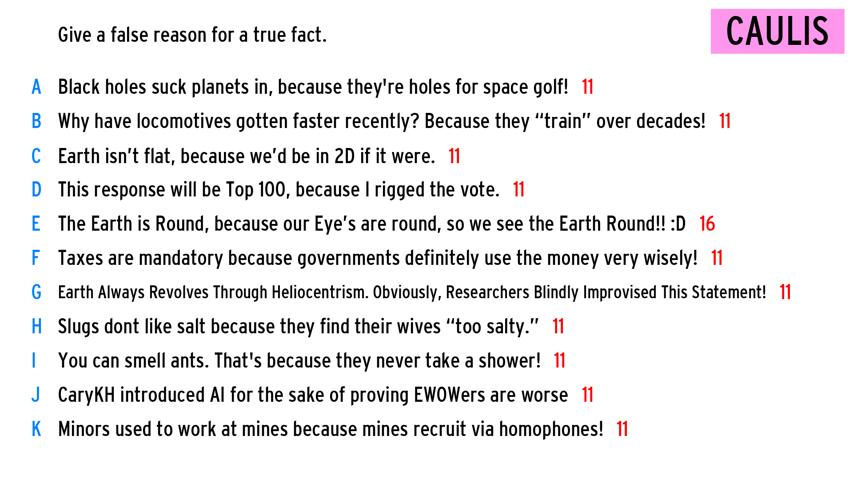 Give a false reason for a true fact.
CAULIS
A Black holes suck planets in, because they're holes for space golf! 11
B Why have locomotives gotten faster recently? Because they “train” over decades! 11
C Earth isn’t flat, because we’d be in 2D if it were. 11
D This response will be Top 100, because I rigged the vote. 11
E The Earth is Round, because our Eye’s are round, so we see the Earth Round!! :D 16
F Taxes are mandatory because governments definitely use the money very wisely! 11
G Earth Always Revolves Through Heliocentrism. Obviously, Researchers Blindly Improvised This Statement! 11
H Slugs dont like salt because they find their wives “too salty.” 11
I You can smell ants. That's because they never take a shower! 11
J CaryKH introduced AI for the sake of proving EWOWers are worse 11
K Minors used to work at mines because mines recruit via homophones! 11